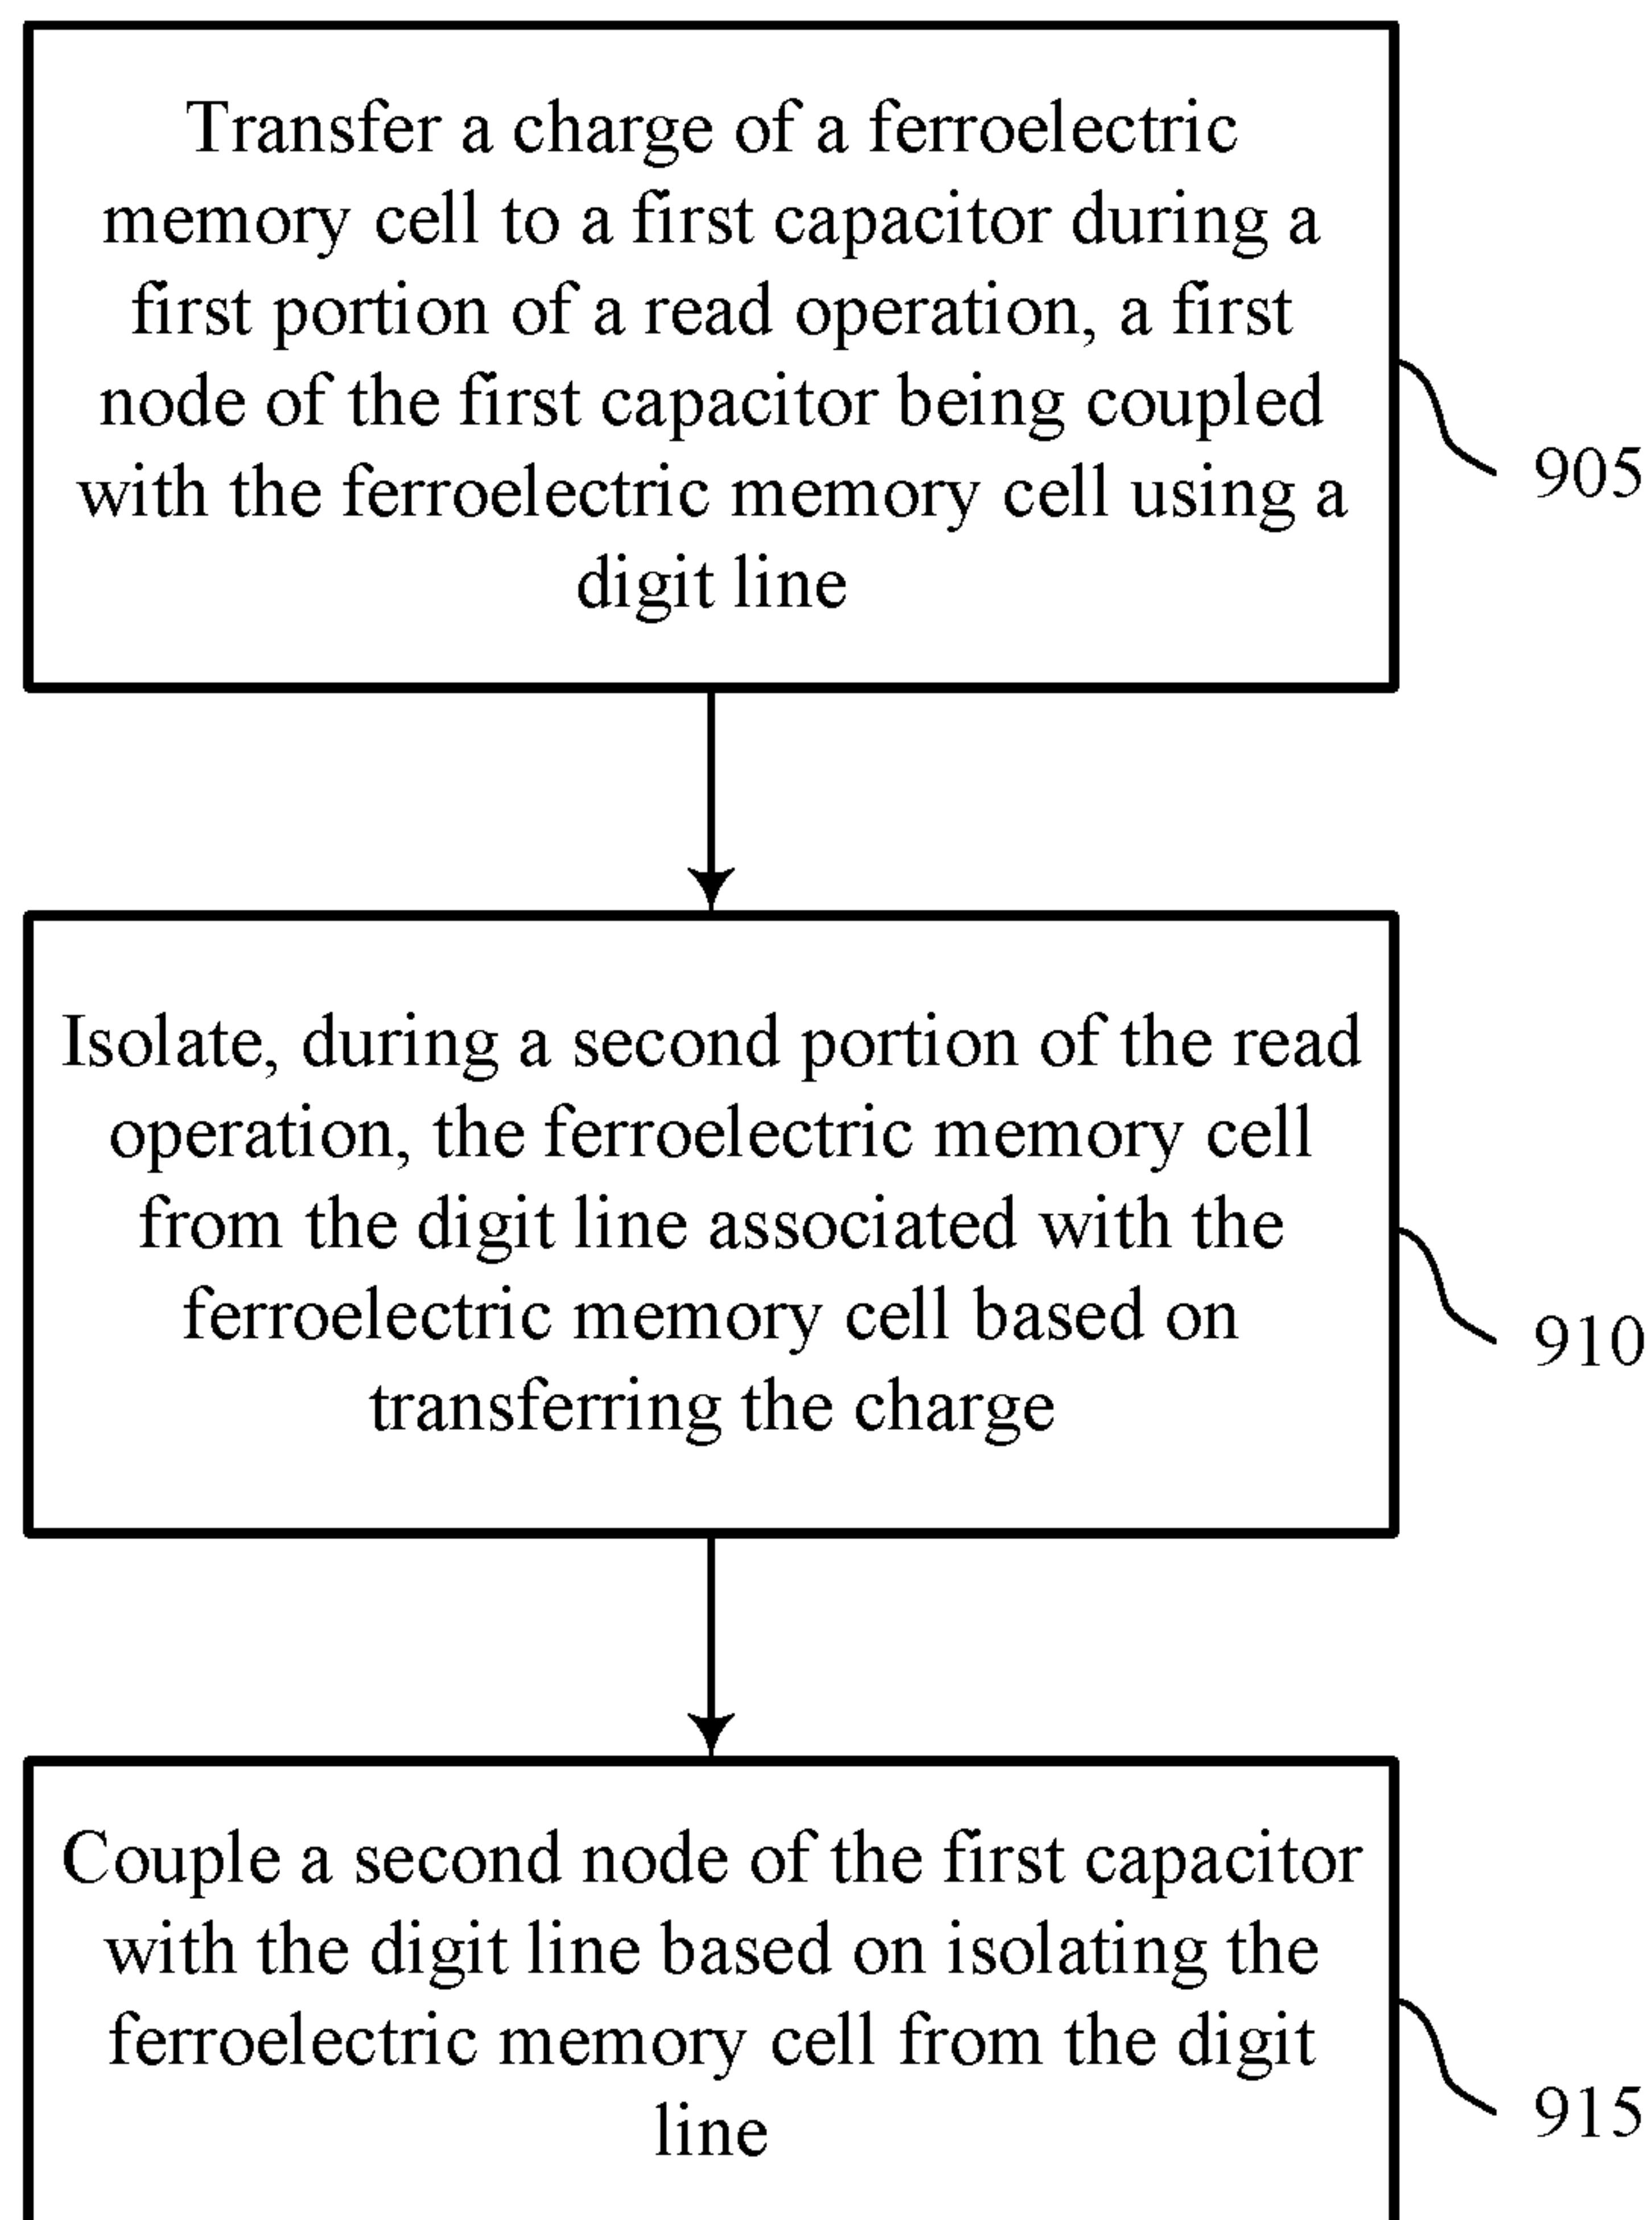 Transfer a charge of a ferroelectric
memory cell to a first capacitor during a
first portion of a read operation, a first
node of the first capacitor being coupled
with the ferroelectric memory cell using a
digit line
905
Isolate, during a second portion of the read
operation, the ferroelectric memory cell
from the digit line associated with the
ferroelectric memory cell based on
transferring the charge
910
Couple a second node of the first capacitor
with the digit line based on isolating the
ferroelectric memory cell from the digit
line
915